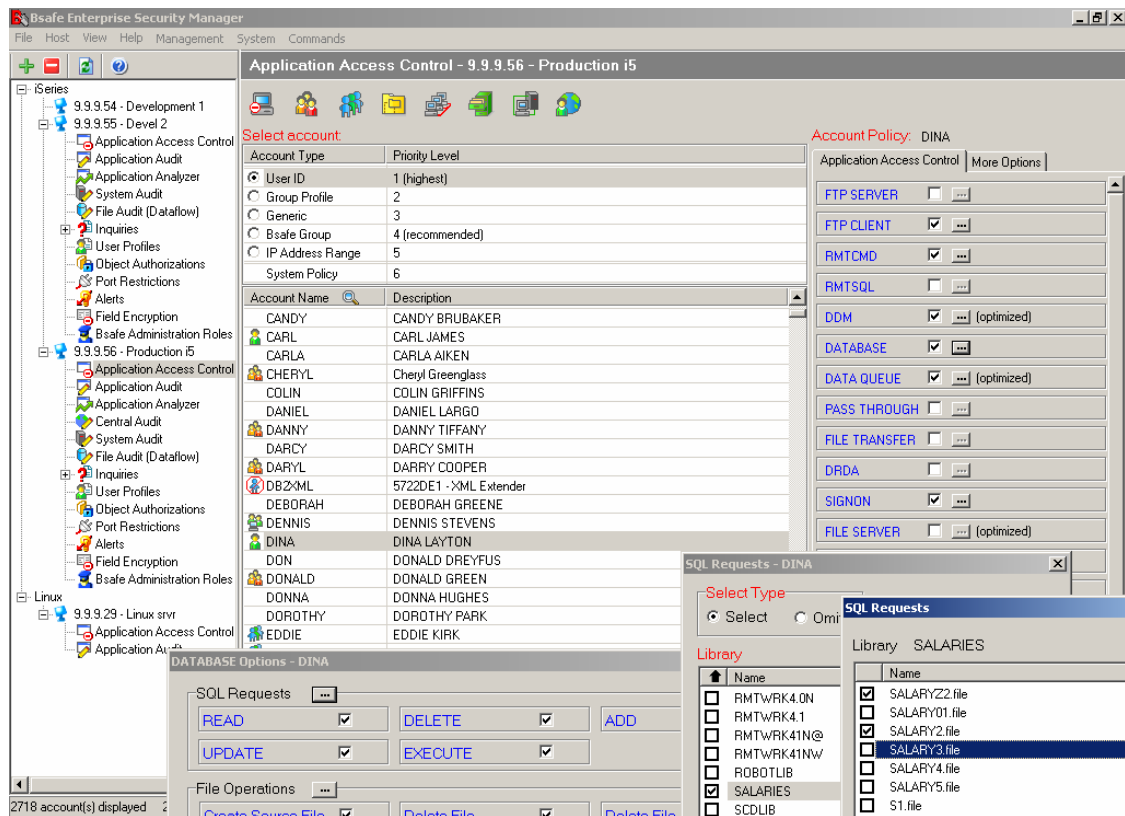 Bsafe Enterprise Security Manager
File Host View Help Management System Commands
Application Access Control - 9.9.9.56 - Production i5
iSeries
9.9.9.54 - Development 1
9.9.9.55 - Devel 2
Application Access Control
Application Audit
Application Analyzer
System Audit
File Audit (Dataflow)
Inquiries
User Profiles
Object Authorizations
Port Restrictions
Alerts
Field Encryption
Bsafe Administration Roles
9.9.9.56 - Production i5
Application Access Control
Application Audit
Application Analyzer
Central Audit
System Audit
File Audit (Dataflow)
Inquiries
User Profiles
Object Authorizations
Port Restrictions
Alerts
Field Encryption
Bsafe Administration Roles
Linux
9.9.9.29 - Linux srvr
Application Access Control
Application
2718 account(s) displayed 2
Select account:
Account Type Priority Level
User ID 1 (highest)
Group Profile 2
Generic 3
Bsafe Group 4 (recommended)
IP Address Range 5
System Policy 6
Account Name Description
CANDY CANDY BRUBAKER
CARL CARL JAMES
CARLA CARLA AIKEN
CHERYL Cheryl Greenglass
COLIN COLIN GRIFFINS
DANIEL DANIEL LARGO
DANNY DANNY TIFFANY
DARCY DARCY SMITH
DARYL DARRY COOPER
DB2XML 5722DE1 - XML Extender
DEBORAH DEBORAH GREENE
DENNIS DENNIS STEVENS
DINA DINA LAYTON
DON DONALD DREYFUS
DONALD DONALD GREEN
DONNA DONNA HUGHES
DOROTHY DOROTHY PARK
EDDIE EDDIE KIRK
Account Policy: DINA
Application Access Control More Options
FTP SERVER ...
FTP CLIENT ...
RMTCMD ...
RMTSQL ...
DDM ... (optimized)
DATABASE ...
DATA QUEUE ... (optimized)
PASS THROUGH ...
FILE TRANSFER ...
DRDA ...
SIGNON ...
FILE SERVER ... (optimized)
DATABASE Options - DINA
SQL Requests ...
READ DELETE ADD
UPDATE EXECUTE
File Operations ...
Create Source File Delete File Delete File
SQL Requests - DINA
Select Type
Select Omi
Library
Name
RMTWRK4.0N
RMTWRK4.1
RMTWRK41N@
RMTWRK41NW
ROBOTLIB
SALARIES
SCDLIB
SQL Requests
Library SALARIES
Name
SALARYZ2.file
SALARY01.file
SALARY2.file
SALARY3.file
SALARY4.file
SALARY5.file
S1.file